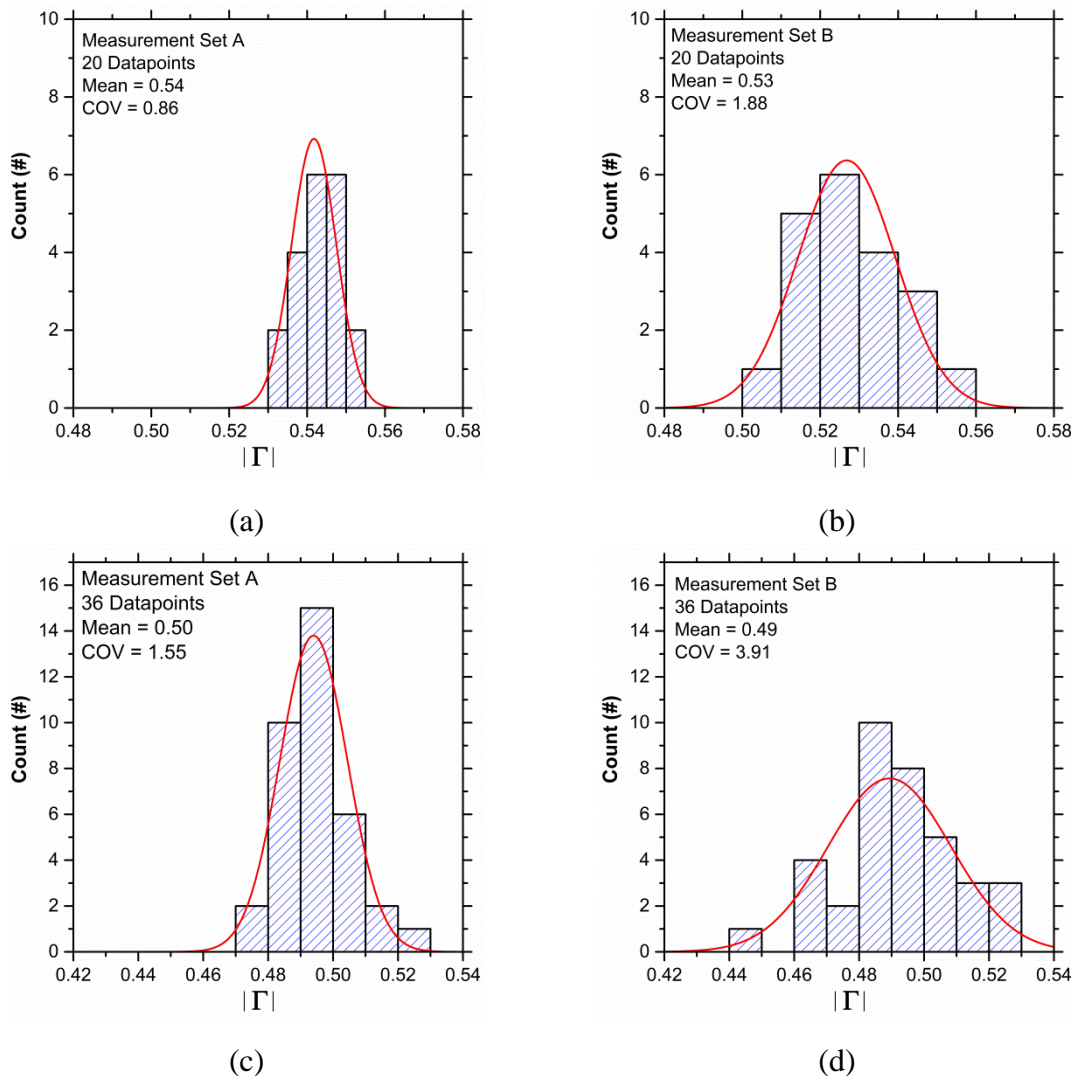 Measurement Set A
20 Datapoints
Mean = 0.54
COV = 0.86
Count (#)
10
8
6
4
2
0
0.48 0.50 0.52 0.54 0.56 0.58
|Γ|
(a)
Measurement Set B
20 Datapoints
Mean = 0.53
COV = 1.88
Count (#)
10
8
6
4
2
0
0.48 0.50 0.52 0.54 0.56 0.58
|Γ|
(b)
Measurement Set A
36 Datapoints
Mean = 0.50
COV = 1.55
Count (#)
16
14
12
10
8
6
4
2
0
0.42 0.44 0.46 0.48 0.50 0.52 0.54
|Γ|
(c)
Measurement Set B
36 Datapoints
Mean = 0.49
COV = 3.91
Count (#)
16
14
12
10
8
6
4
2
0
0.42 0.44 0.46 0.48 0.50 0.52 0.54
|Γ|
(d)